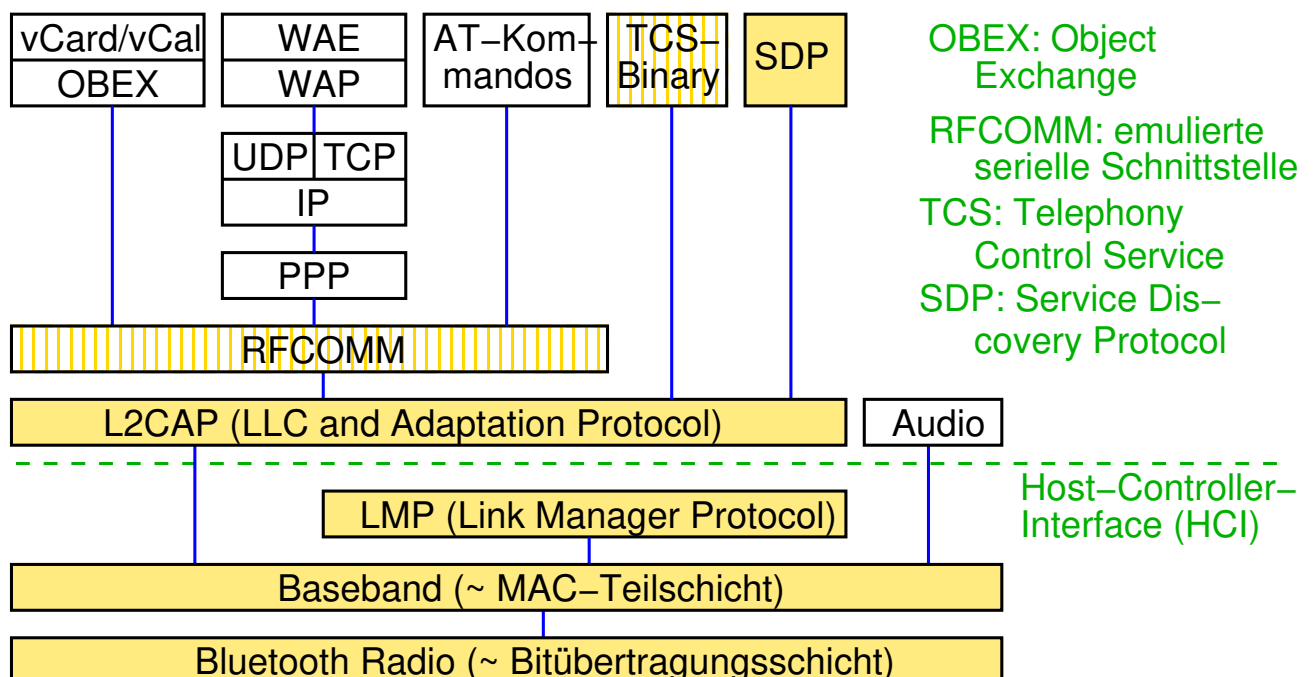 vCard/vCal
OBEX
WAE
WAP
AT−Kom−
mandos
TCS−
Binary
SDP
UDP TCP
IP
PPP
RFCOMM
L2CAP (LLC and Adaptation Protocol)
Audio
LMP (Link Manager Protocol)
Baseband (~ MAC−Teilschicht)
Bluetooth Radio (~ Bitübertragungsschicht)
OBEX: Object
Exchange
RFCOMM: emulierte
serielle Schnittstelle
TCS: Telephony
Control Service
SDP: Service Dis−
covery Protocol
Host−Controller−
Interface (HCI)